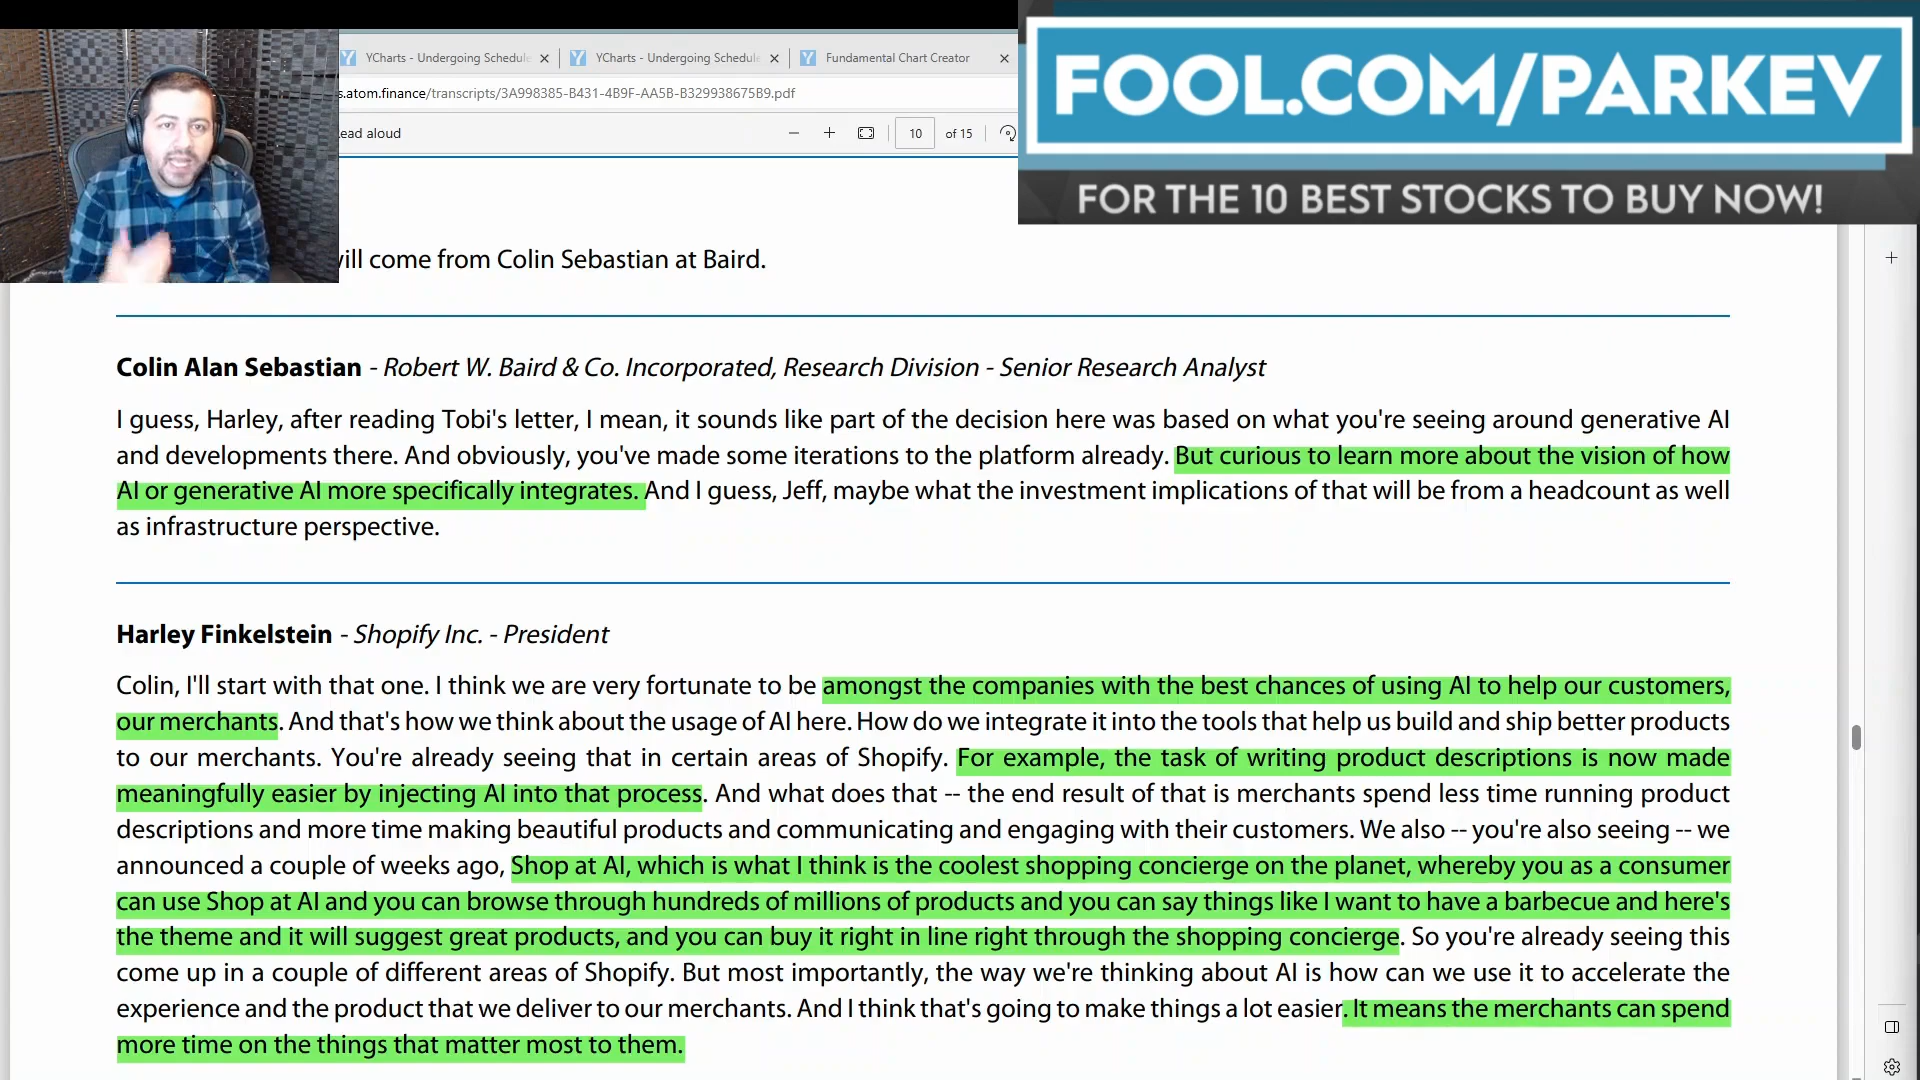 YCharts - Undergoing Schedule
YCharts - Undergoing Schedule
Fundamental Chart Creator
FOOL.COM/PARKEV
FOR THE 10 BEST STOCKS TO BUY NOW!
s.atom.finance/transcripts/3A998385-B431-4B9F-AA5B-B329938675B9.pdf
ead aloud
10 of 15
will come from Colin Sebastian at Baird.
Colin Alan Sebastian - Robert W. Baird & Co. Incorporated, Research Division - Senior Research Analyst
I guess, Harley, after reading Tobi's letter, I mean, it sounds like part of the decision here was based on what you're seeing around generative AI
and developments there. And obviously, you've made some iterations to the platform already. But curious to learn more about the vision of how
AI or generative AI more specifically integrates. And I guess, Jeff, maybe what the investment implications of that will be from a headcount as well
as infrastructure perspective.
Harley Finkelstein - Shopify Inc. - President
Colin, I'll start with that one. I think we are very fortunate to be amongst the companies with the best chances of using AI to help our customers,
our merchants. And that's how we think about the usage of AI here. How do we integrate it into the tools that help us build and ship better products
to our merchants. You're already seeing that in certain areas of Shopify. For example, the task of writing product descriptions is now made
meaningfully easier by injecting AI into that process. And what does that -- the end result of that is merchants spend less time running product
descriptions and more time making beautiful products and communicating and engaging with their customers. We also -- you're also seeing -- we
announced a couple of weeks ago, Shop at AI, which is what I think is the coolest shopping concierge on the planet, whereby you as a consumer
can use Shop at AI and you can browse through hundreds of millions of products and you can say things like I want to have a barbecue and here's
the theme and it will suggest great products, and you can buy it right in line right through the shopping concierge. So you're already seeing this
come up in a couple of different areas of Shopify. But most importantly, the way we're thinking about AI is how can we use it to accelerate the
experience and the product that we deliver to our merchants. And I think that's going to make things a lot easier. It means the merchants can spend
more time on the things that matter most to them.